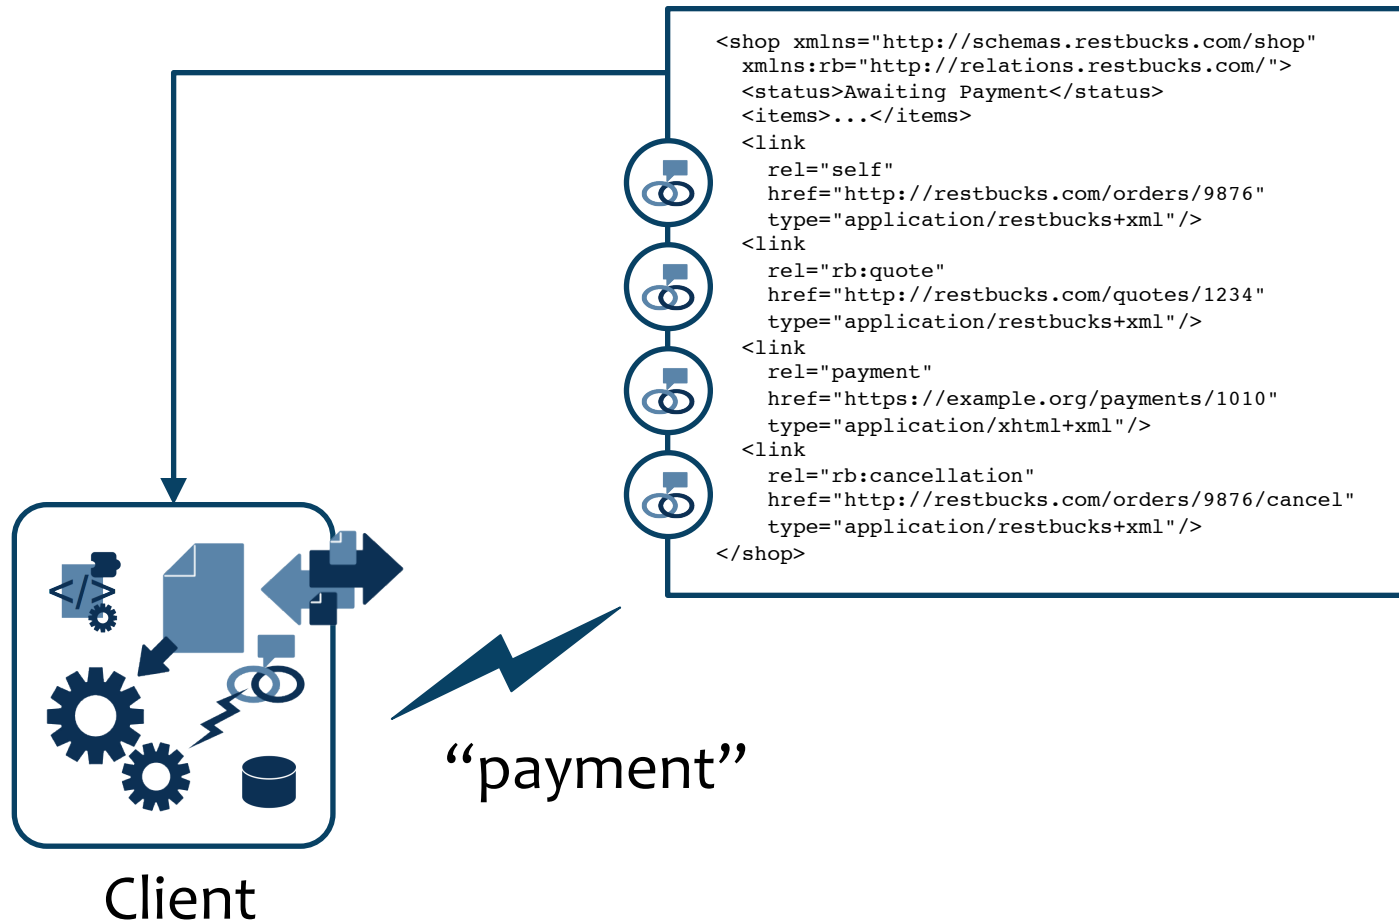 <shop xmlns="http://schemas.restbucks.com/shop"
  xmlns:rb="http://relations.restbucks.com/">
  <status>Awaiting Payment</status>
  <items>...</items>
  <link
    rel="self"
    href="http://restbucks.com/orders/9876"
    type="application/restbucks+xml"/>
  <link
    rel="rb:quote"
    href="http://restbucks.com/quotes/1234"
    type="application/restbucks+xml"/>
  <link
    rel="payment"
    href="https://example.org/payments/1010"
    type="application/xhtml+xml"/>
  <link
    rel="rb:cancellation"
    href="http://restbucks.com/orders/9876/cancel"
    type="application/restbucks+xml"/>
</shop>
</>
“payment”
Client